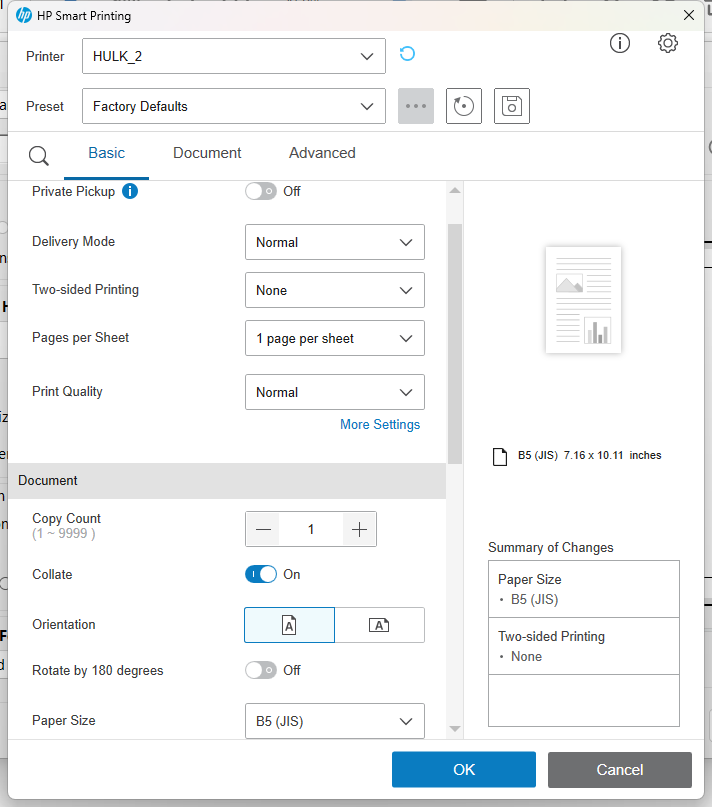 HP Smart Printing
Printer
HULK_2
Preset
Factory Defaults
Basic
Document
Advanced
Private Pickup
Off
Delivery Mode
Normal
Two-sided Printing
None
Pages per Sheet
1 page per sheet
Print Quality
Normal
More Settings
Document
Copy Count
(1 ~ 9999 )
1
Collate
On
Orientation
Rotate by 180 degrees
Off
Paper Size
B5 (JIS)
B5 (JIS) 7.16 x 10.11 inches
Summary of Changes
Paper Size
• B5 (JIS)
Two-sided Printing
• None
OK
Cancel